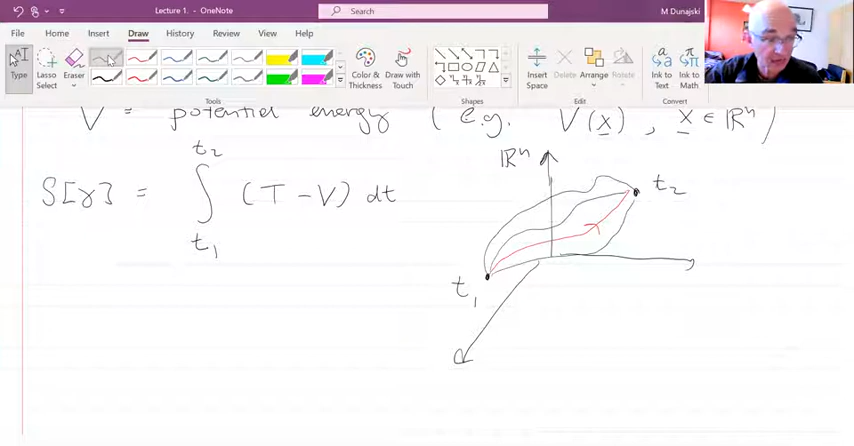 Lecture 1. - OneNote
Search
M Dunajski
File Home Insert Draw History Review View Help
Type
Lasso Select
Eraser
Color & Thickness
Draw with Touch
Insert Space
Delete
Arrange
Rotate
Ink to Text
Ink to Math
Tools
Shapes
Edit
Convert
V = potential energy (e.g. V(x), x ∈ ℝⁿ)
S[γ] = ∫_{t₁}^{t₂} (T - V) dt
ℝⁿ
t₂
t₁